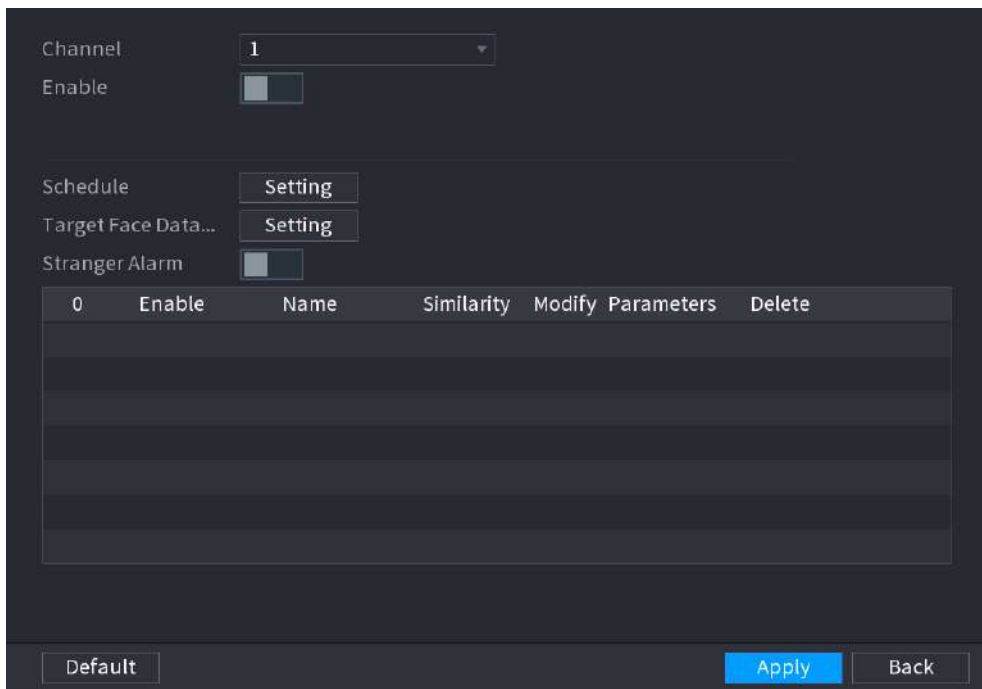 Channel 1
Enable
Schedule Setting
Target Face Data... Setting
Stranger Alarm
0 Enable Name Similarity Modify Parameters Delete
Default Apply Back